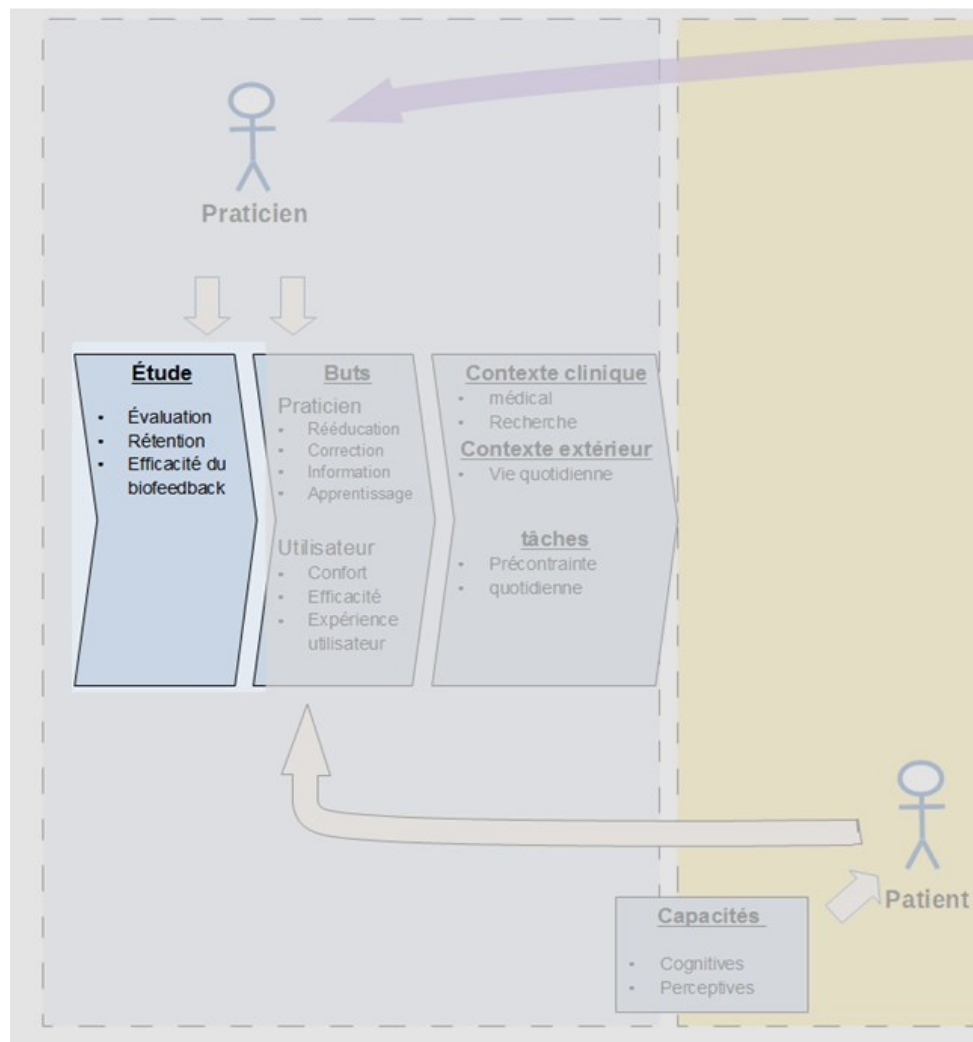 Praticien
Étude
• Évaluation
• Rétention
• Efficacité du
biofeedback
Buts
Praticien
• Rééducation
• Correction
• Information
• Apprentissage
Utilisateur
• Confort
• Efficacité
• Expérience
utilisateur
Contexte clinique
• médical
• Recherche
Contexte extérieur
• Vie quotidienne
tâches
• Précontrainte
• quotidienne
Patient
Capacités
• Cognitives
• Perceptives